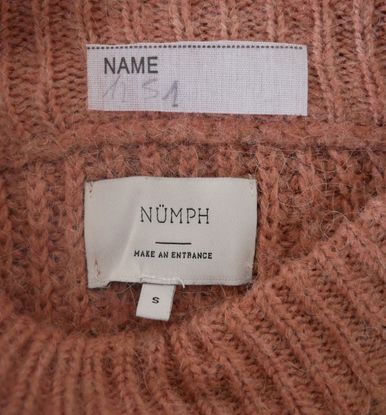 NAME
1151
NÜMPH
MAKE AN ENTRANCE
S